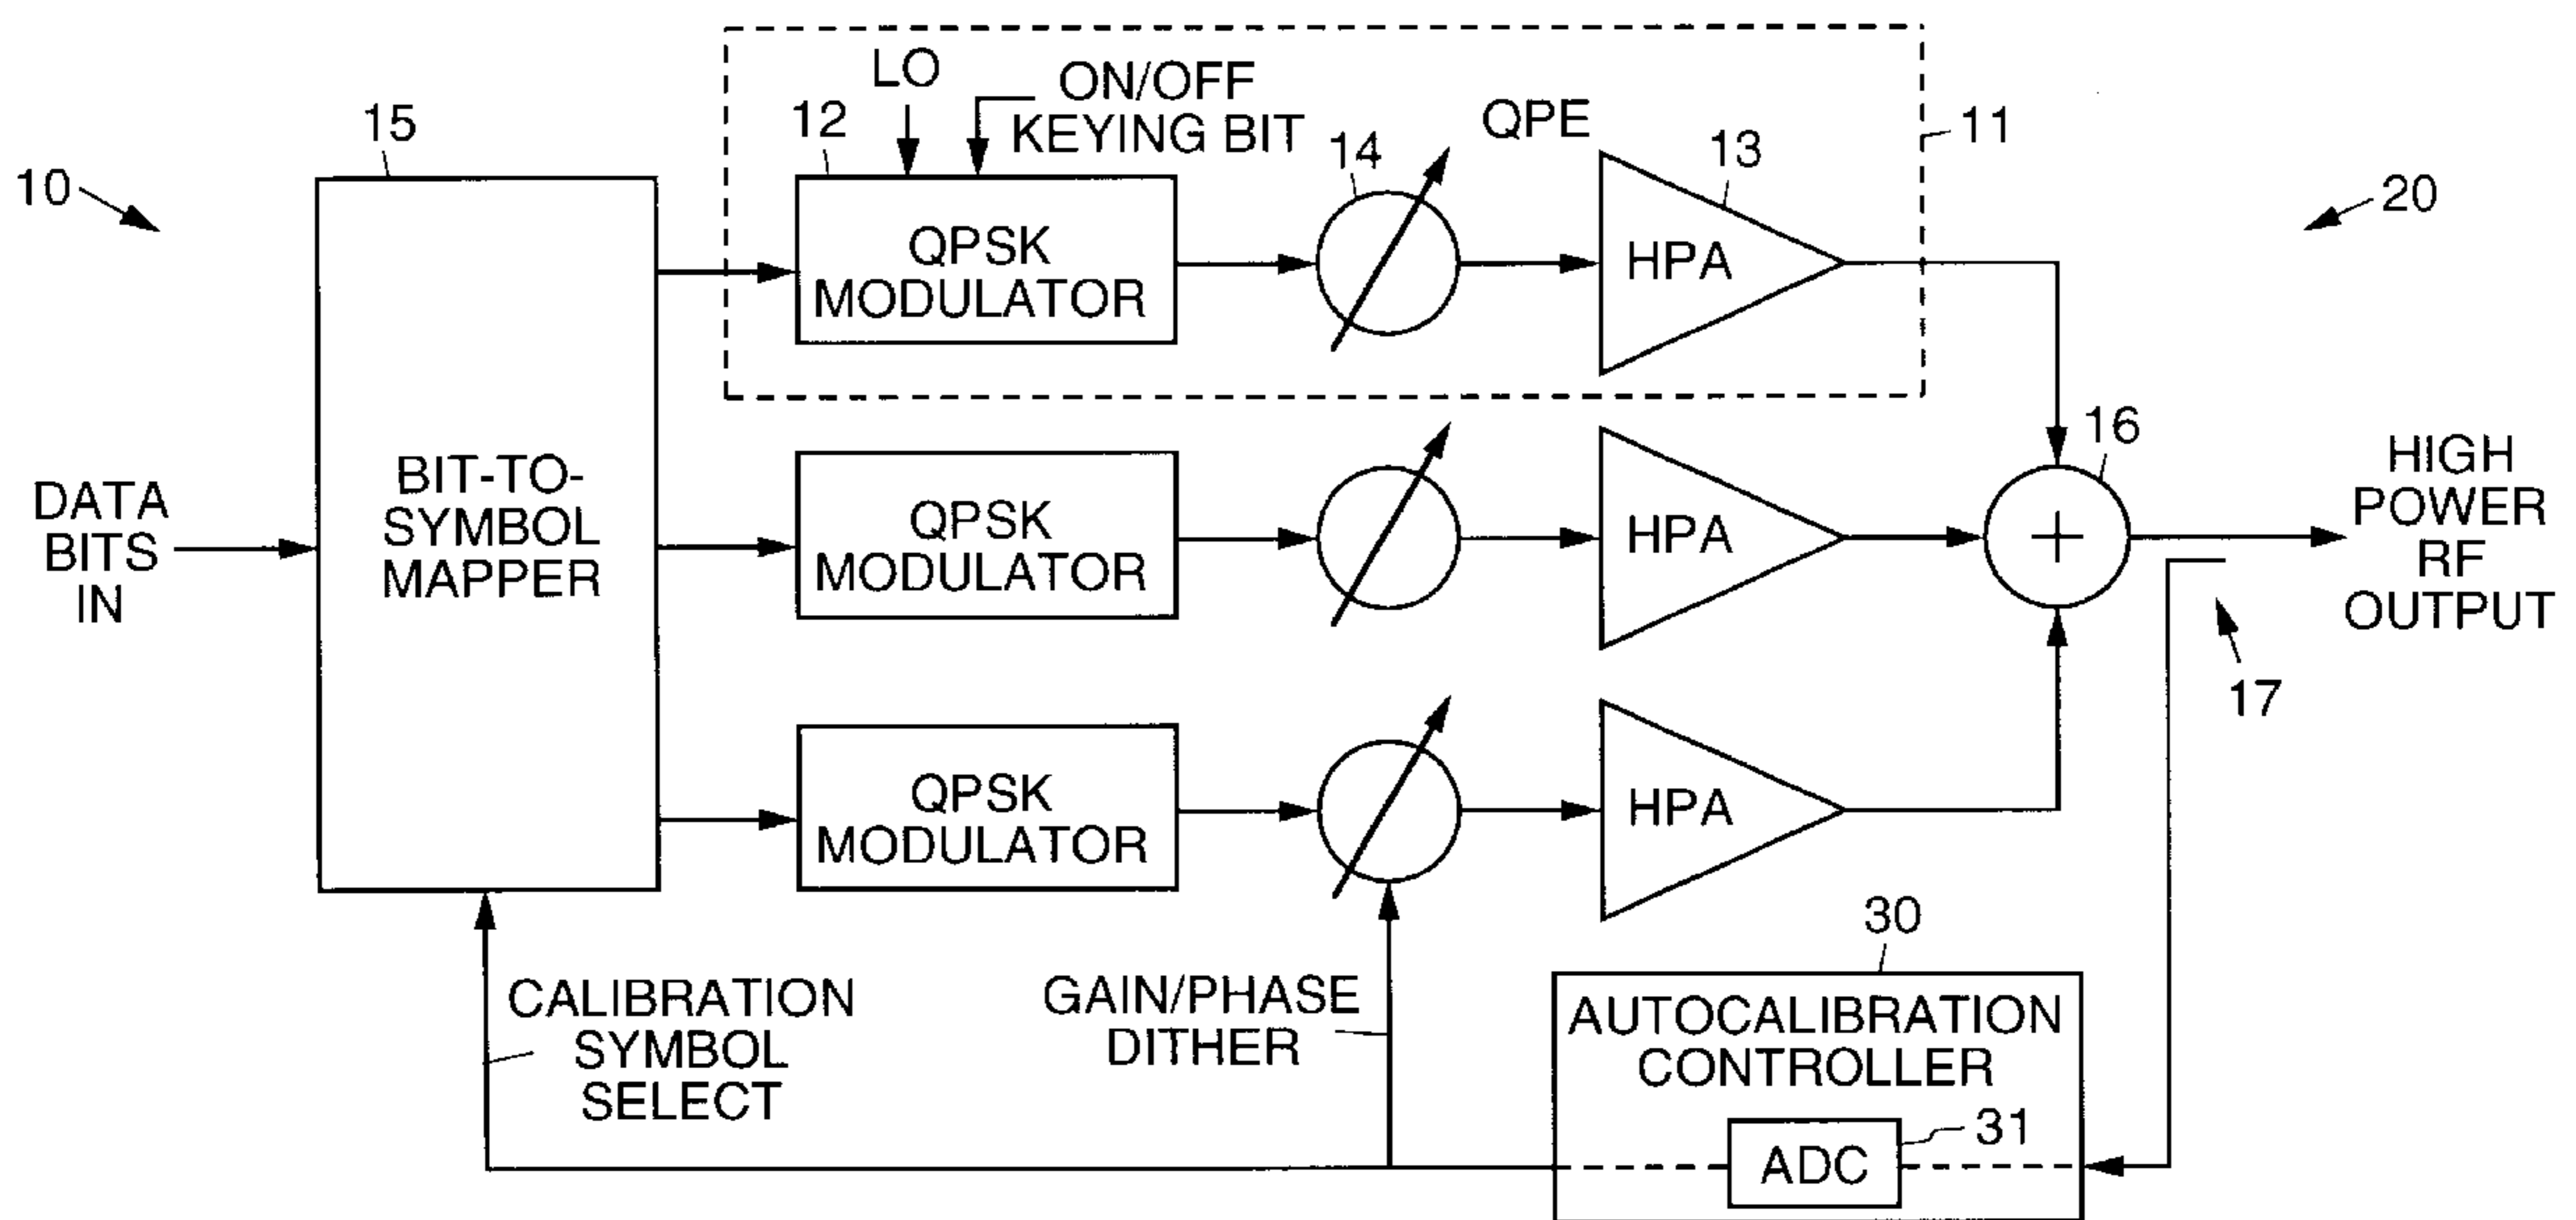 LO
ON/OFF
KEYING BIT
12
QPE
14
13
11
15
10
20
QPSK
MODULATOR
HPA
16
HIGH
POWER
RF
OUTPUT
DATA
BITS
IN
BIT-TO-
SYMBOL
MAPPER
QPSK
MODULATOR
HPA
+
17
QPSK
MODULATOR
HPA
30
CALIBRATION
SYMBOL
SELECT
GAIN/PHASE
DITHER
AUTOCALIBRATION
CONTROLLER
ADC
31